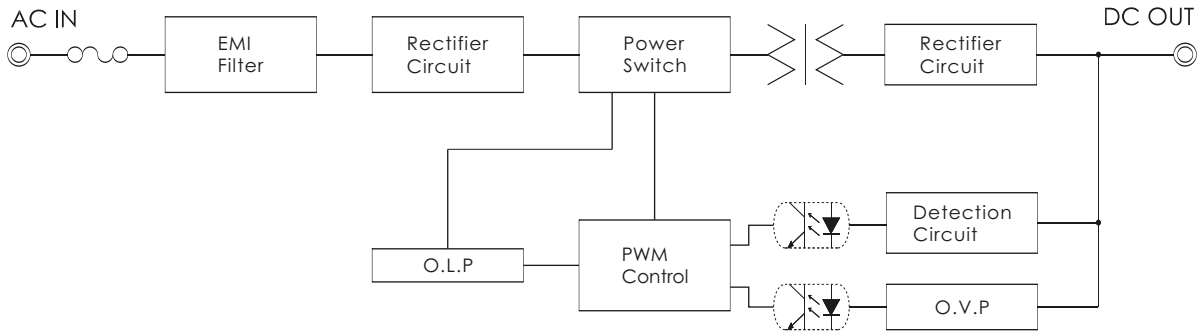 AC IN
DC OUT
EMI
Filter
Rectifier
Circuit
Power
Switch
Rectifier
Circuit
Detection
Circuit
O.L.P
PWM
Control
O.V.P